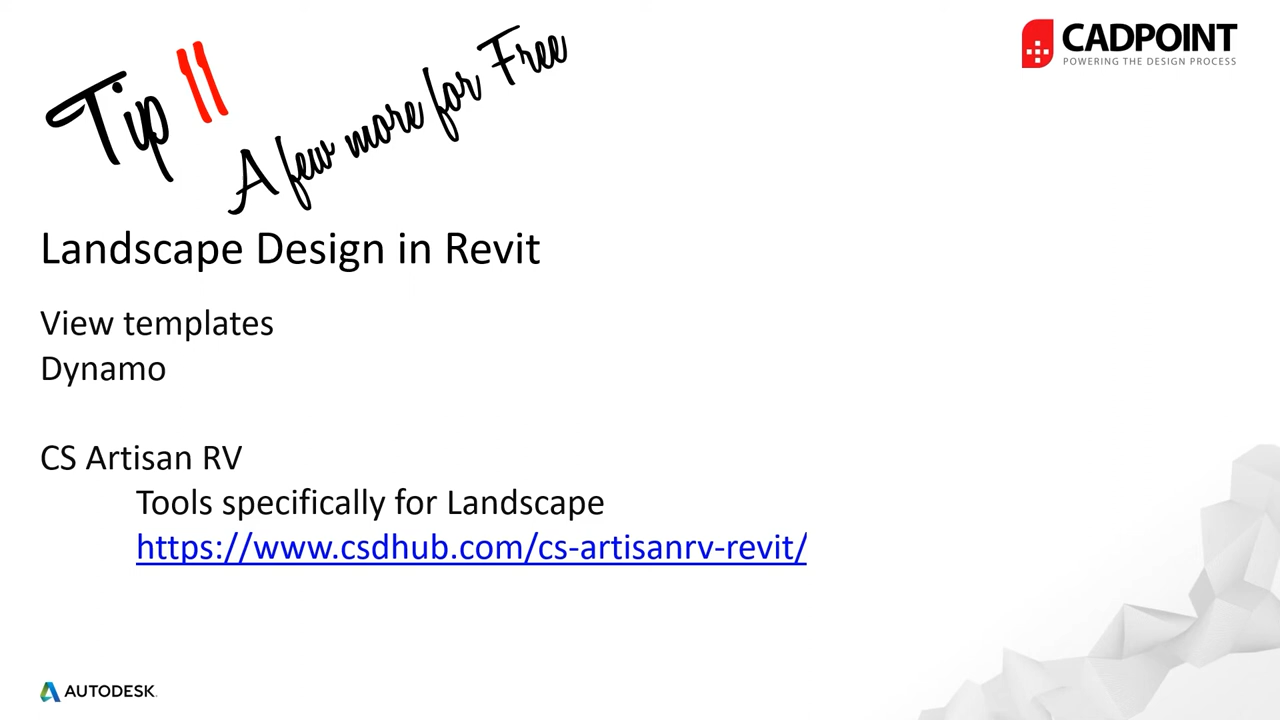 Tip 11
A few more for Free
CADPOINT
POWERING THE DESIGN PROCESS
Landscape Design in Revit
View templates
Dynamo
CS Artisan RV
Tools specifically for Landscape
https://www.csdhub.com/cs-artisanrv-revit/
AUTODESK.